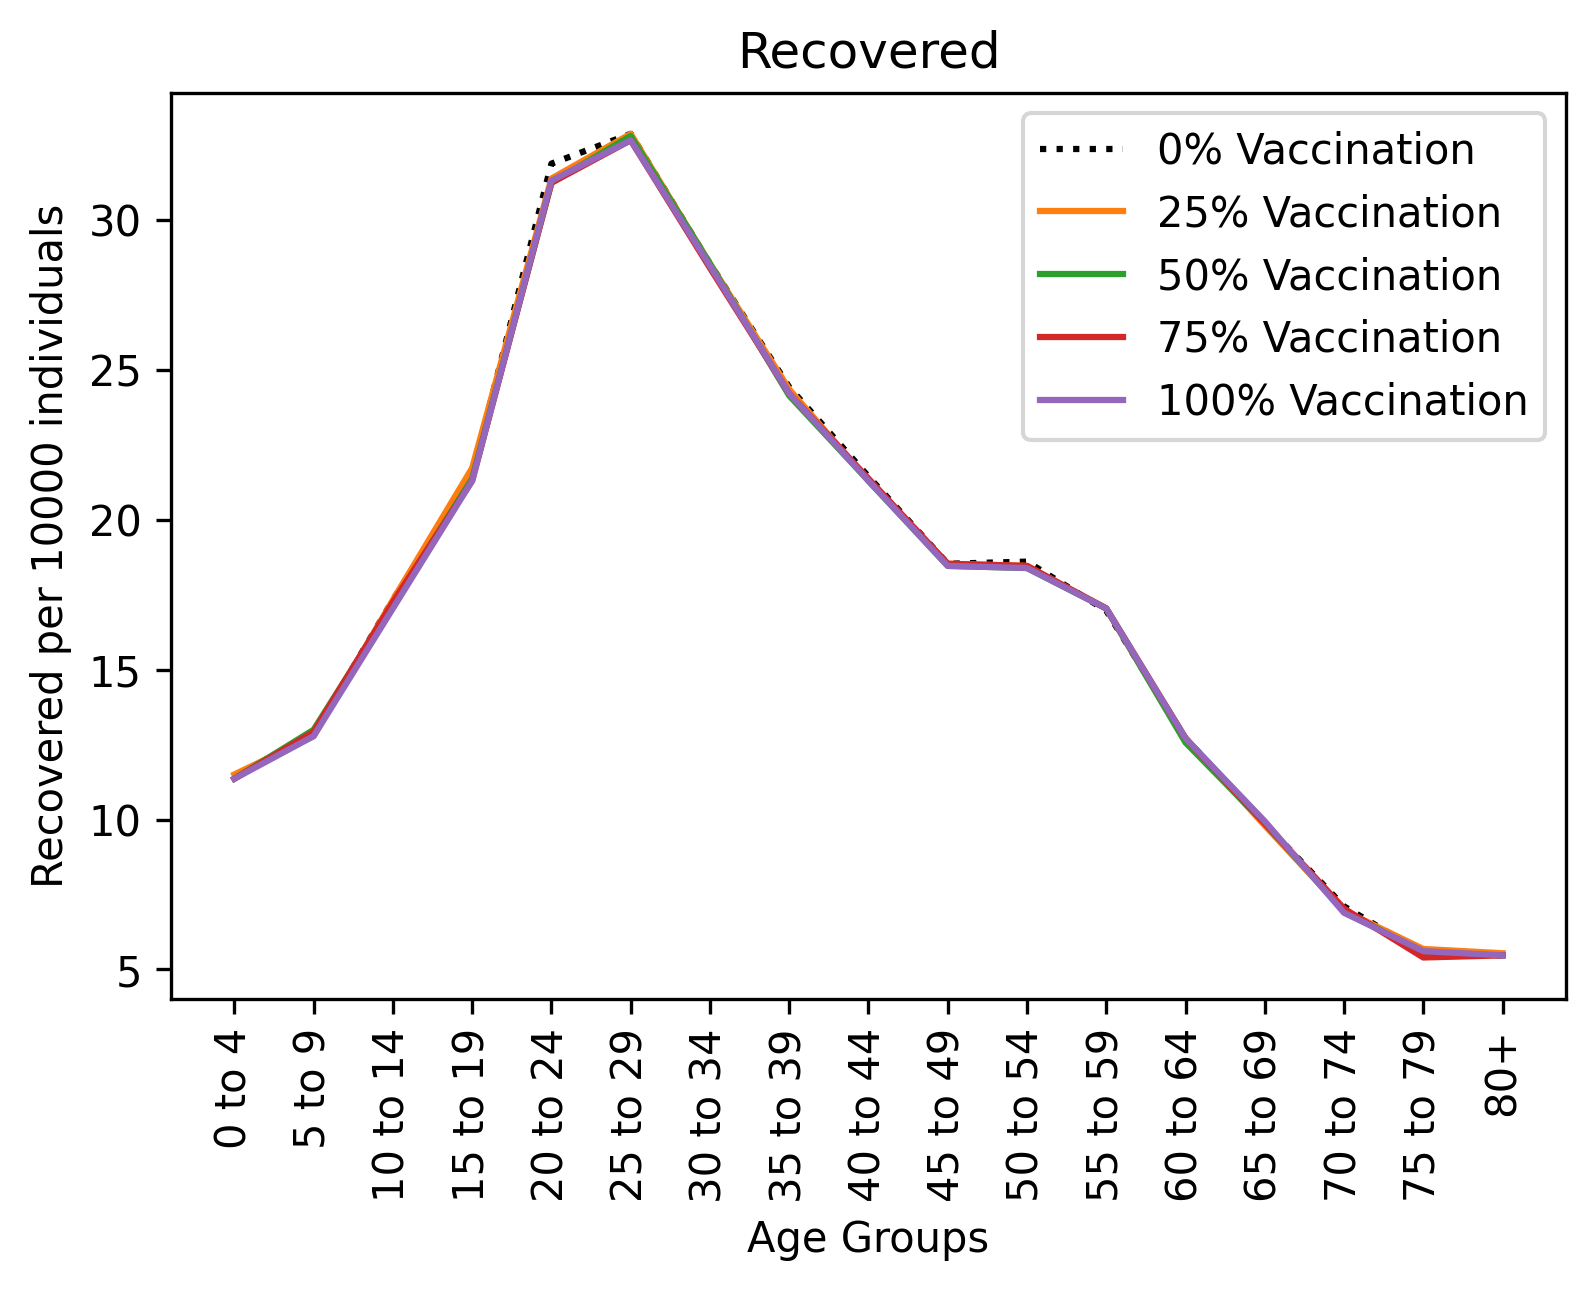 Recovered
0% Vaccination
25% Vaccination
50% Vaccination
75% Vaccination
100% Vaccination
Recovered per 10000 individuals
30
25
20
15
10
5
0 to 4
5 to 9
10 to 14
15 to 19
20 to 24
25 to 29
30 to 34
35 to 39
40 to 44
45 to 49
50 to 54
55 to 59
60 to 64
65 to 69
70 to 74
75 to 79
80+
Age Groups